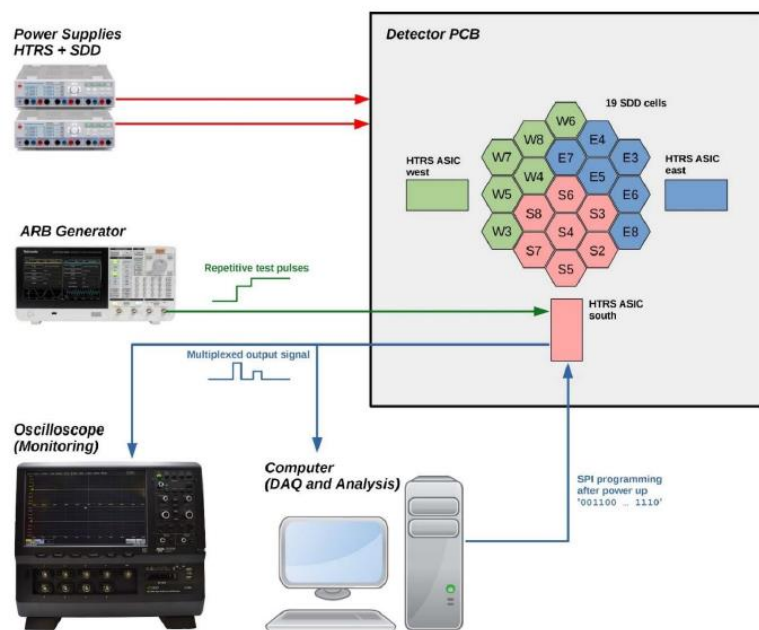 Power Supplies
HTRS + SDD
Detector PCB
19 SDD cells
W6
W8
E4
W7
E7
E3
HTRS ASIC
west
HTRS ASIC
east
W4
E5
W5
S6
E6
S8
S3
W3
S4
E8
S7
S2
S5
ARB Generator
Repetitive test pulses
HTRS ASIC
south
Multiplexed output signal
Oscilloscope
(Monitoring)
Computer
(DAQ and Analysis)
SPI programming
after power up
'001100 … 1110'